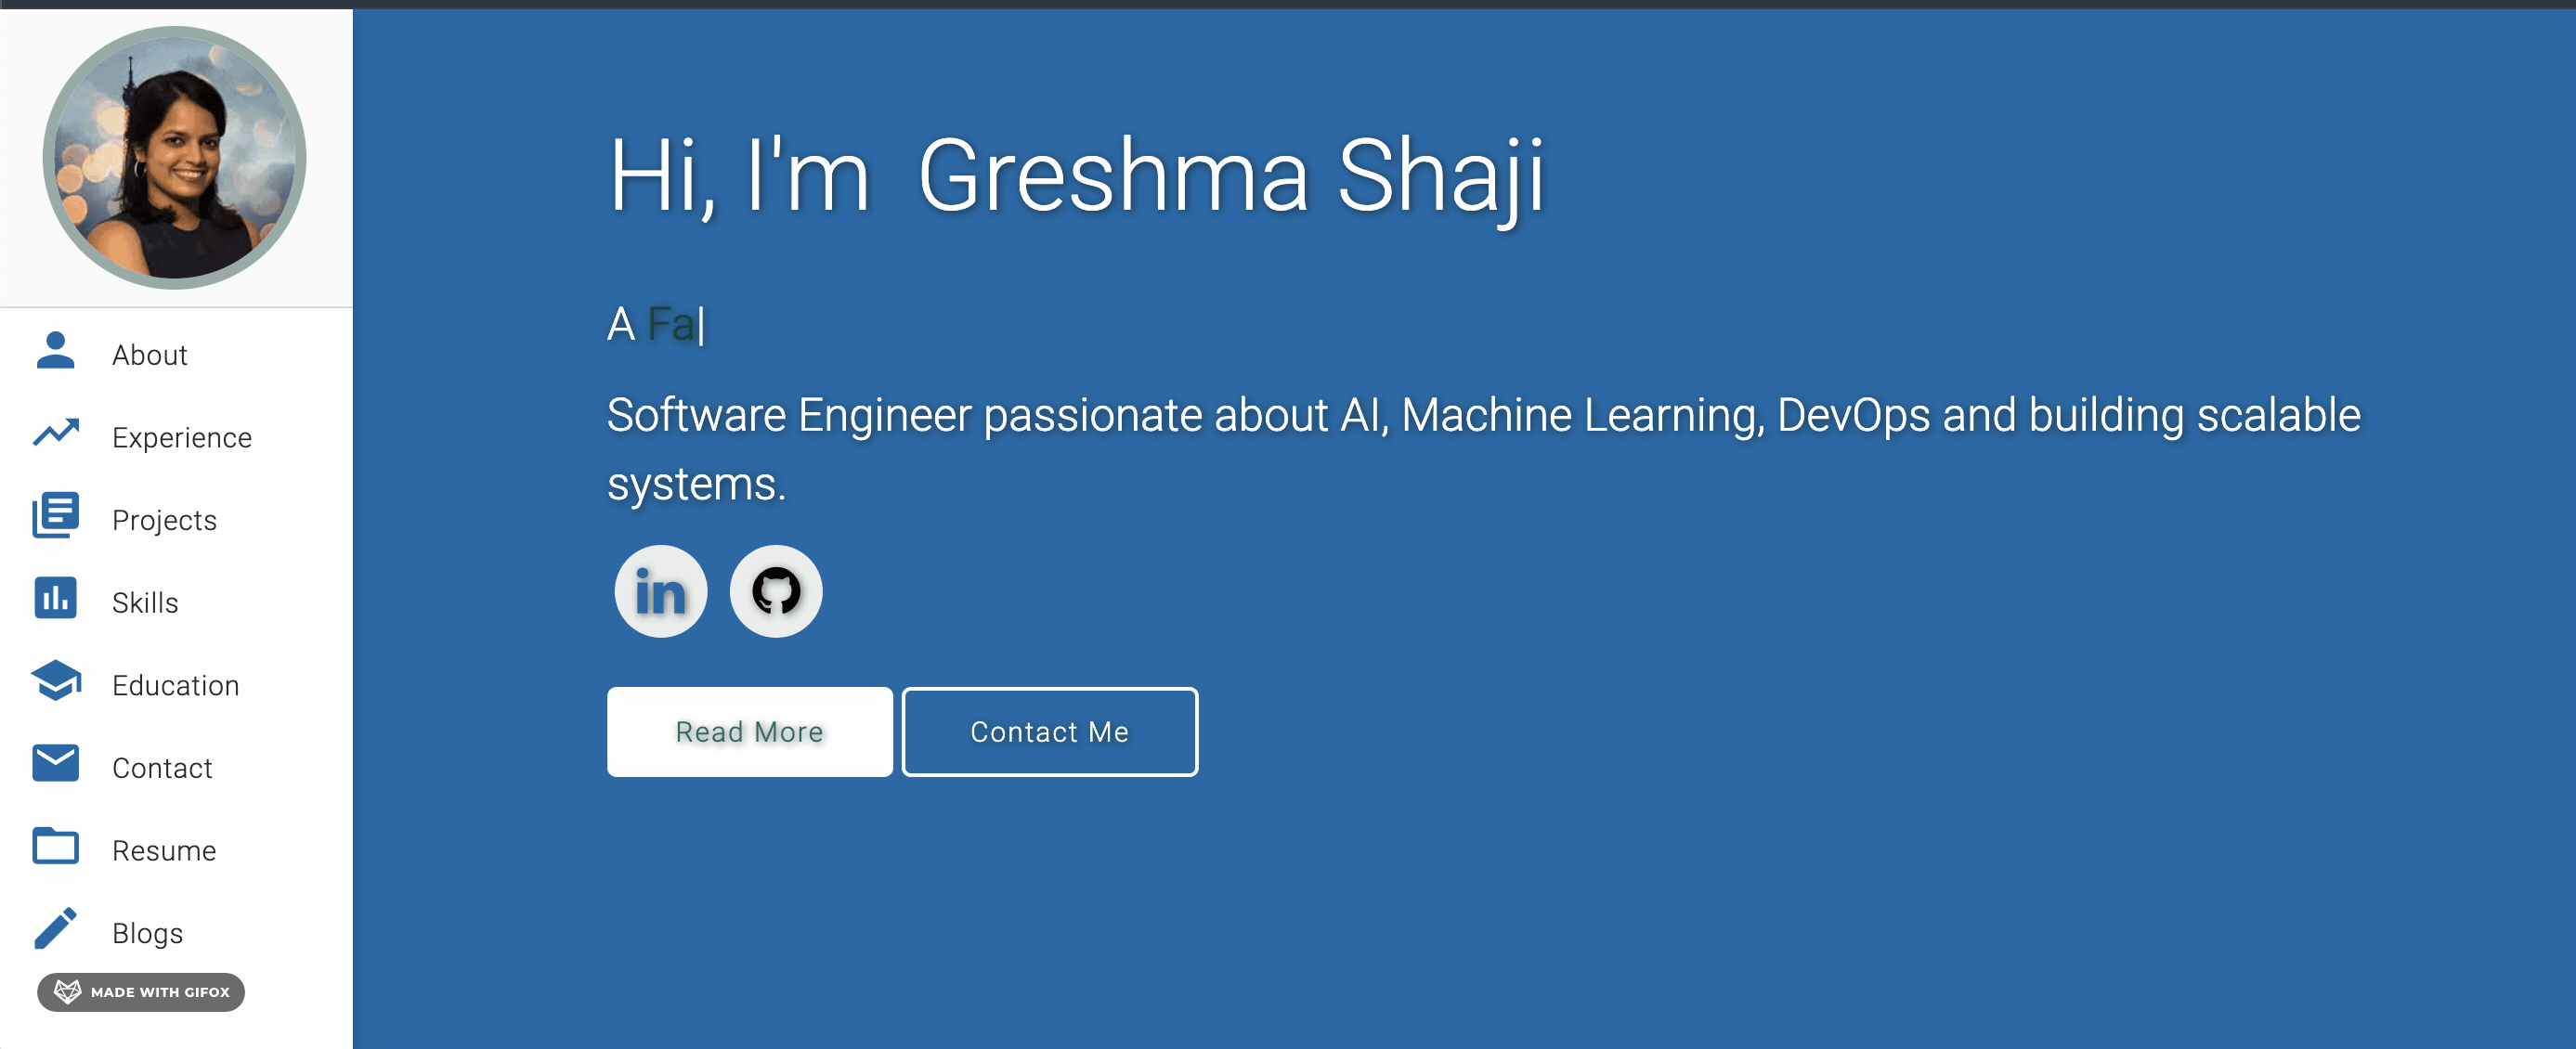 Hi, I'm Greshma Shaji
A Fa|
Software Engineer passionate about AI, Machine Learning, DevOps and building scalable
systems.
in
Read More
Contact Me
About
Experience
Projects
Skills
Education
Contact
Resume
Blogs
MADE WITH GIFOX